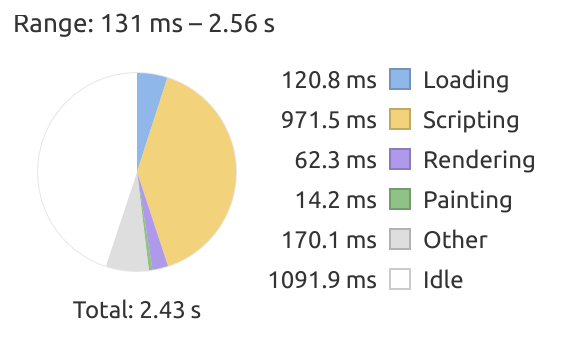 Range: 131 ms – 2.56 s
120.8 ms Loading
971.5 ms Scripting
62.3 ms Rendering
14.2 ms Painting
170.1 ms Other
1091.9 ms Idle
Total: 2.43 s